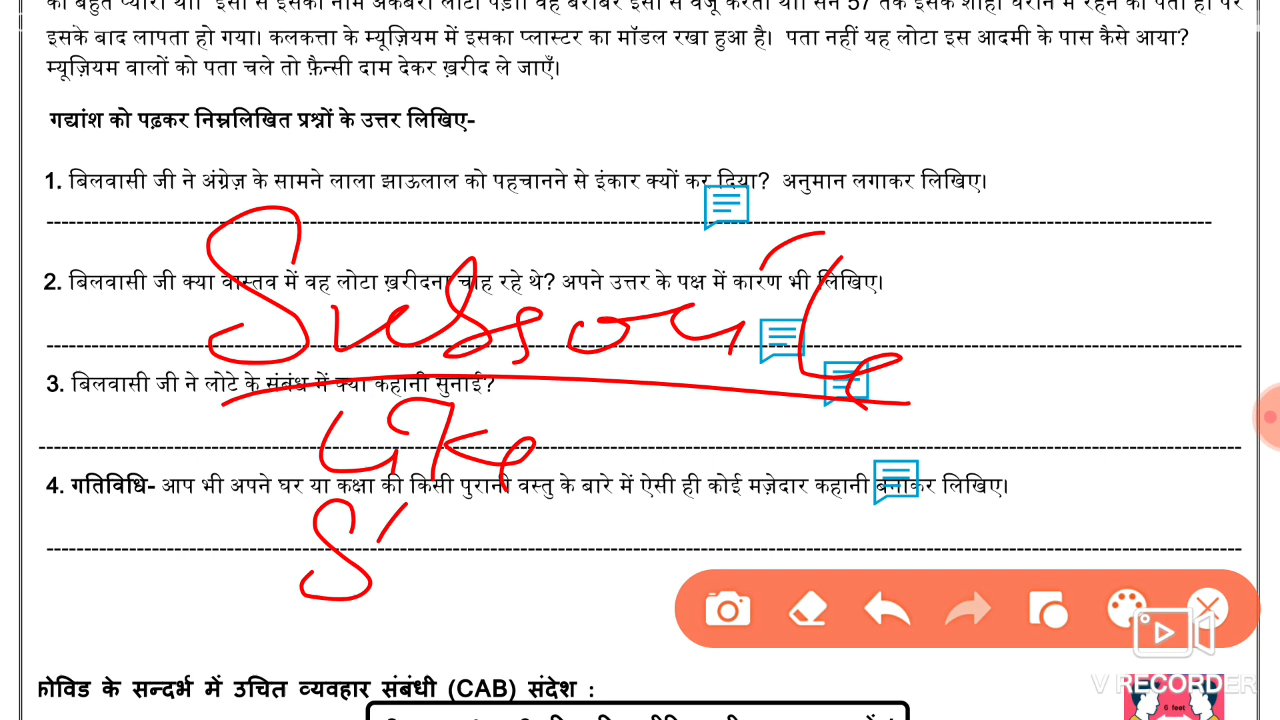 इसके बाद लापता हो गया। कलकत्ता के म्यूज़ियम में इसका प्लास्टर का मॉडल रखा हुआ है। पता नहीं यह लोटा इस आदमी के पास कैसे आया?
म्यूज़ियम वालों को पता चले तो फ़ैन्सी दाम देकर ख़रीद ले जाएँ।
गद्यांश को पढ़कर निम्नलिखित प्रश्नों के उत्तर लिखिए-
1. बिलवासी जी ने अंग्रेज़ के सामने लाला झाऊलाल को पहचानने से इंकार क्यों कर दिया? अनुमान लगाकर लिखिए।
2. बिलवासी जी क्या वास्तव में वह लोटा ख़रीदना चाह रहे थे? अपने उत्तर के पक्ष में कारण भी लिखिए।
3. बिलवासी जी ने लोटे के संबंध में क्या कहानी सुनाई?
4. गतिविधि- आप भी अपने घर या कक्षा की किसी पुरानी वस्तु के बारे में ऐसी ही कोई मज़ेदार कहानी बनाकर लिखिए।
कोविड के सन्दर्भ में उचित व्यवहार संबंधी (CAB) संदेश :
6 feet
V RECORDER